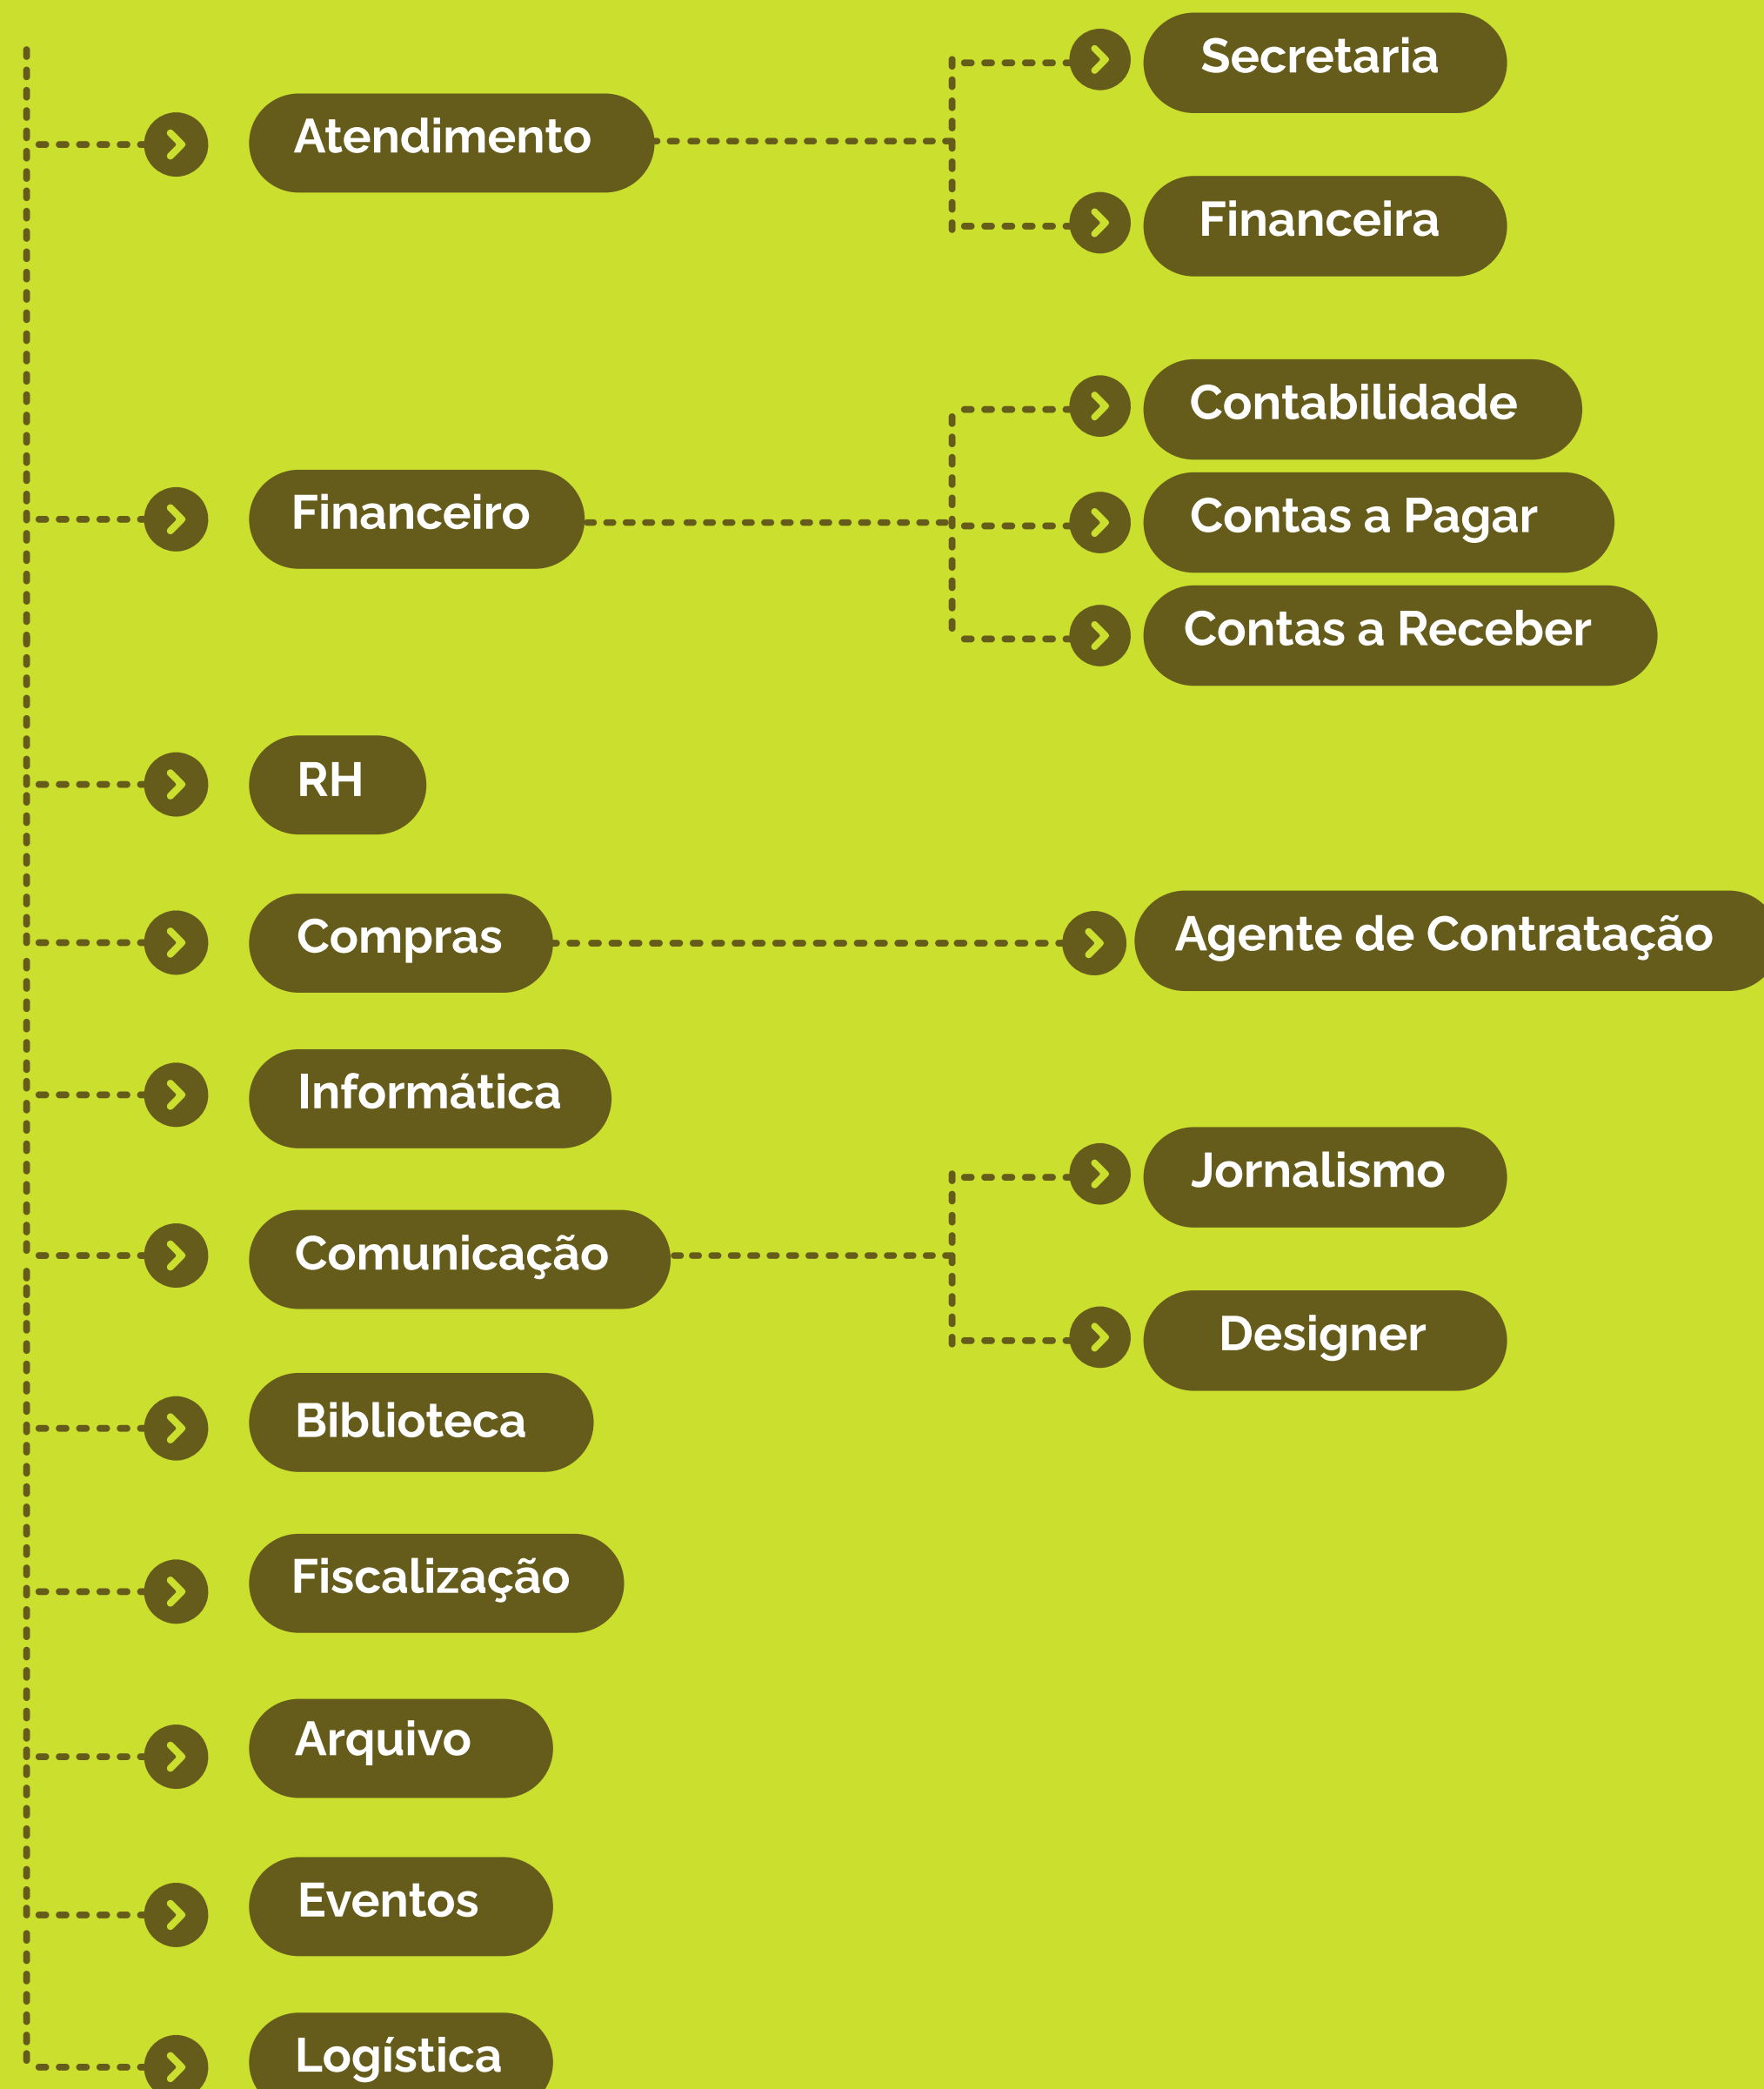 Atendimento
Secretaria
Financeira
Financeiro
Contabilidade
Contas a Pagar
Contas a Receber
RH
Compras
Agente de Contratação
Informática
Comunicação
Jornalismo
Designer
Biblioteca
Fiscalização
Arquivo
Eventos
Logística